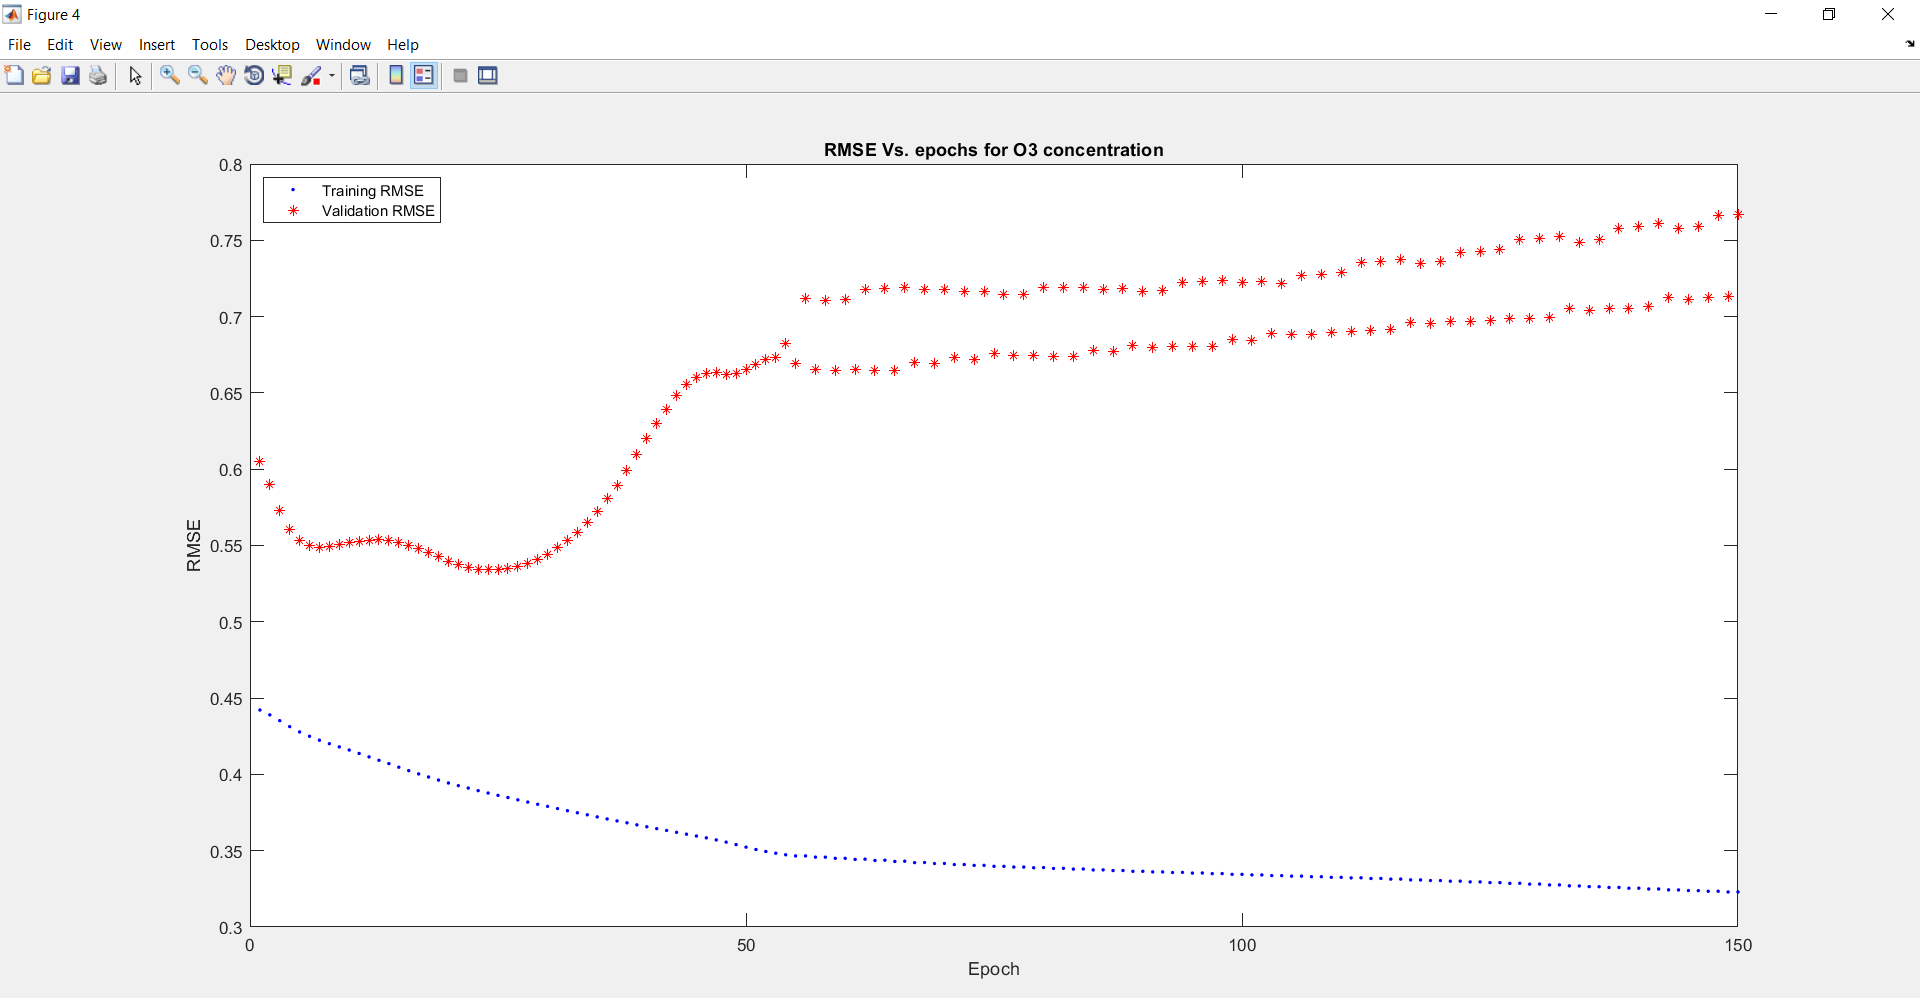 Figure 4
File Edit View Insert Tools Desktop Window Help
RMSE Vs. epochs for O3 concentration
Training RMSE
Validation RMSE
0.8
0.75
0.7
0.65
0.6
0.55
0.5
0.45
0.4
0.35
0.3
RMSE
0 50 100 150
Epoch